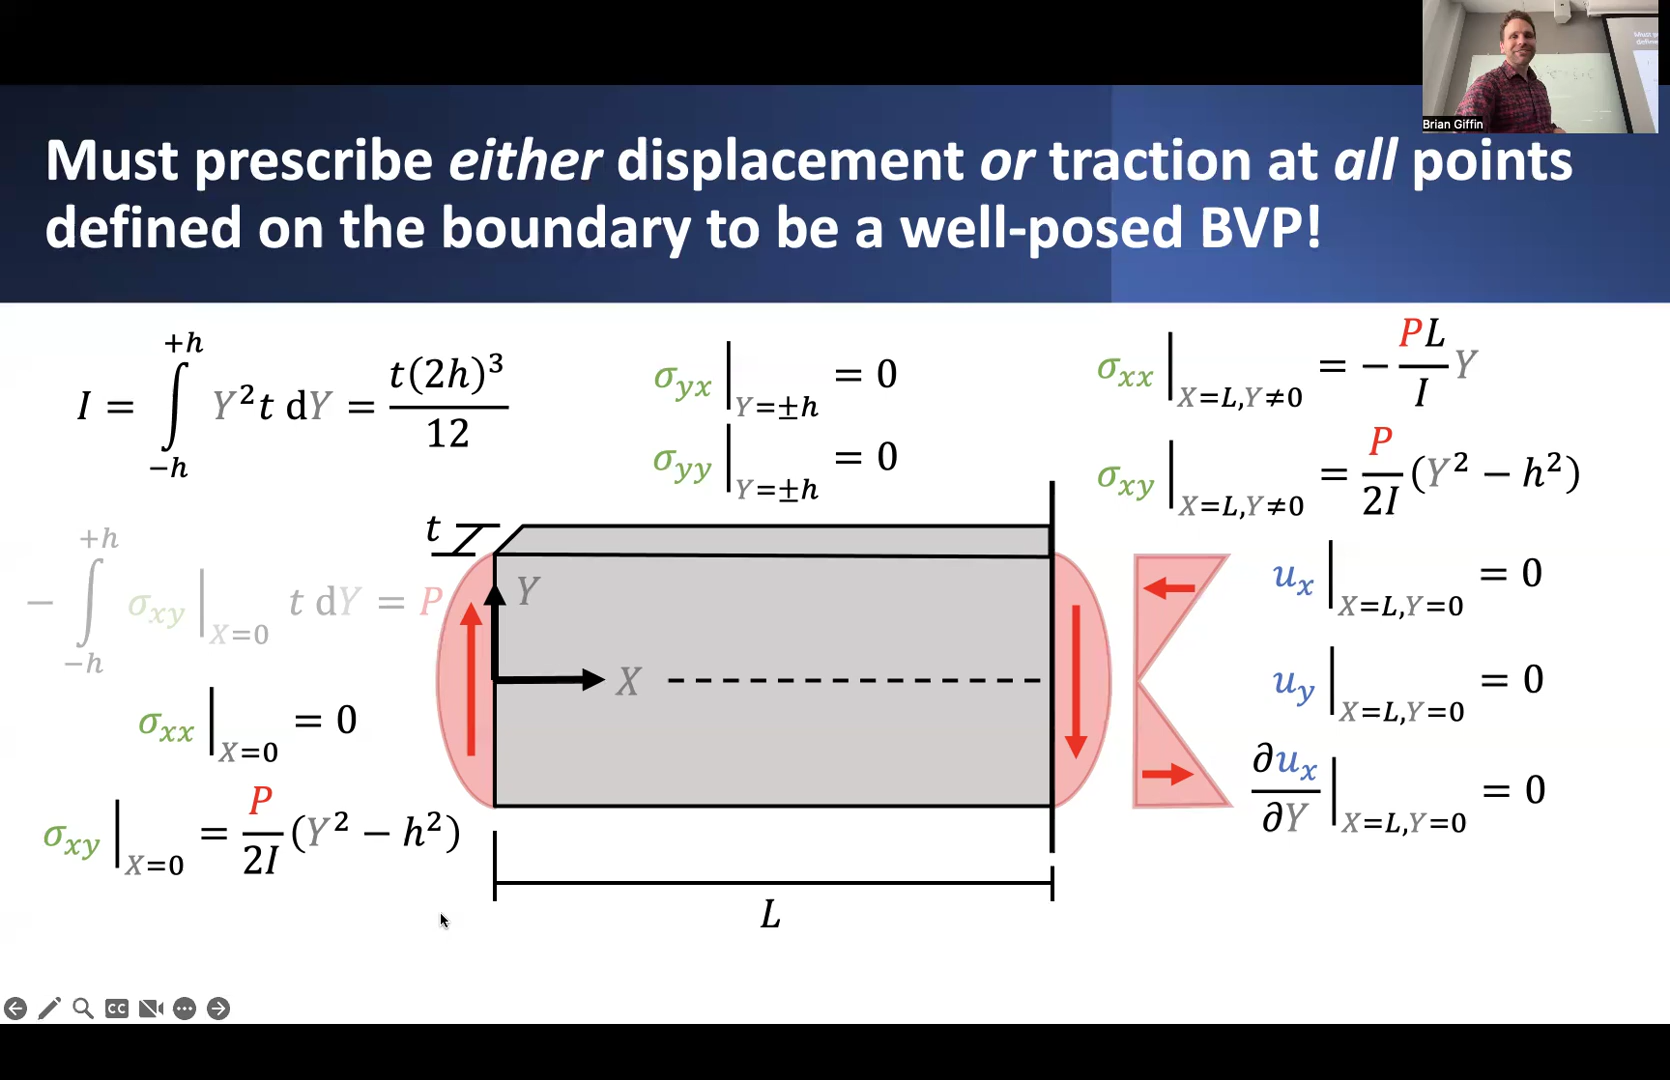 Brian Giffin
Must prescribe either displacement or traction at all points
defined on the boundary to be a well-posed BVP!
I = ∫_{-h}^{+h} Y² t dY = t(2h)³ / 12
σ_yx |_{Y=±h} = 0
σ_yy |_{Y=±h} = 0
σ_xx |_{X=L,Y≠0} = − (PL / I) Y
σ_xy |_{X=L,Y≠0} = (P / 2I) (Y² − h²)
− ∫_{-h}^{+h} σ_xy |_{X=0} t dY = P
σ_xx |_{X=0} = 0
σ_xy |_{X=0} = (P / 2I) (Y² − h²)
t
Y
X
L
u_x |_{X=L,Y=0} = 0
u_y |_{X=L,Y=0} = 0
∂u_x / ∂Y |_{X=L,Y=0} = 0
CC